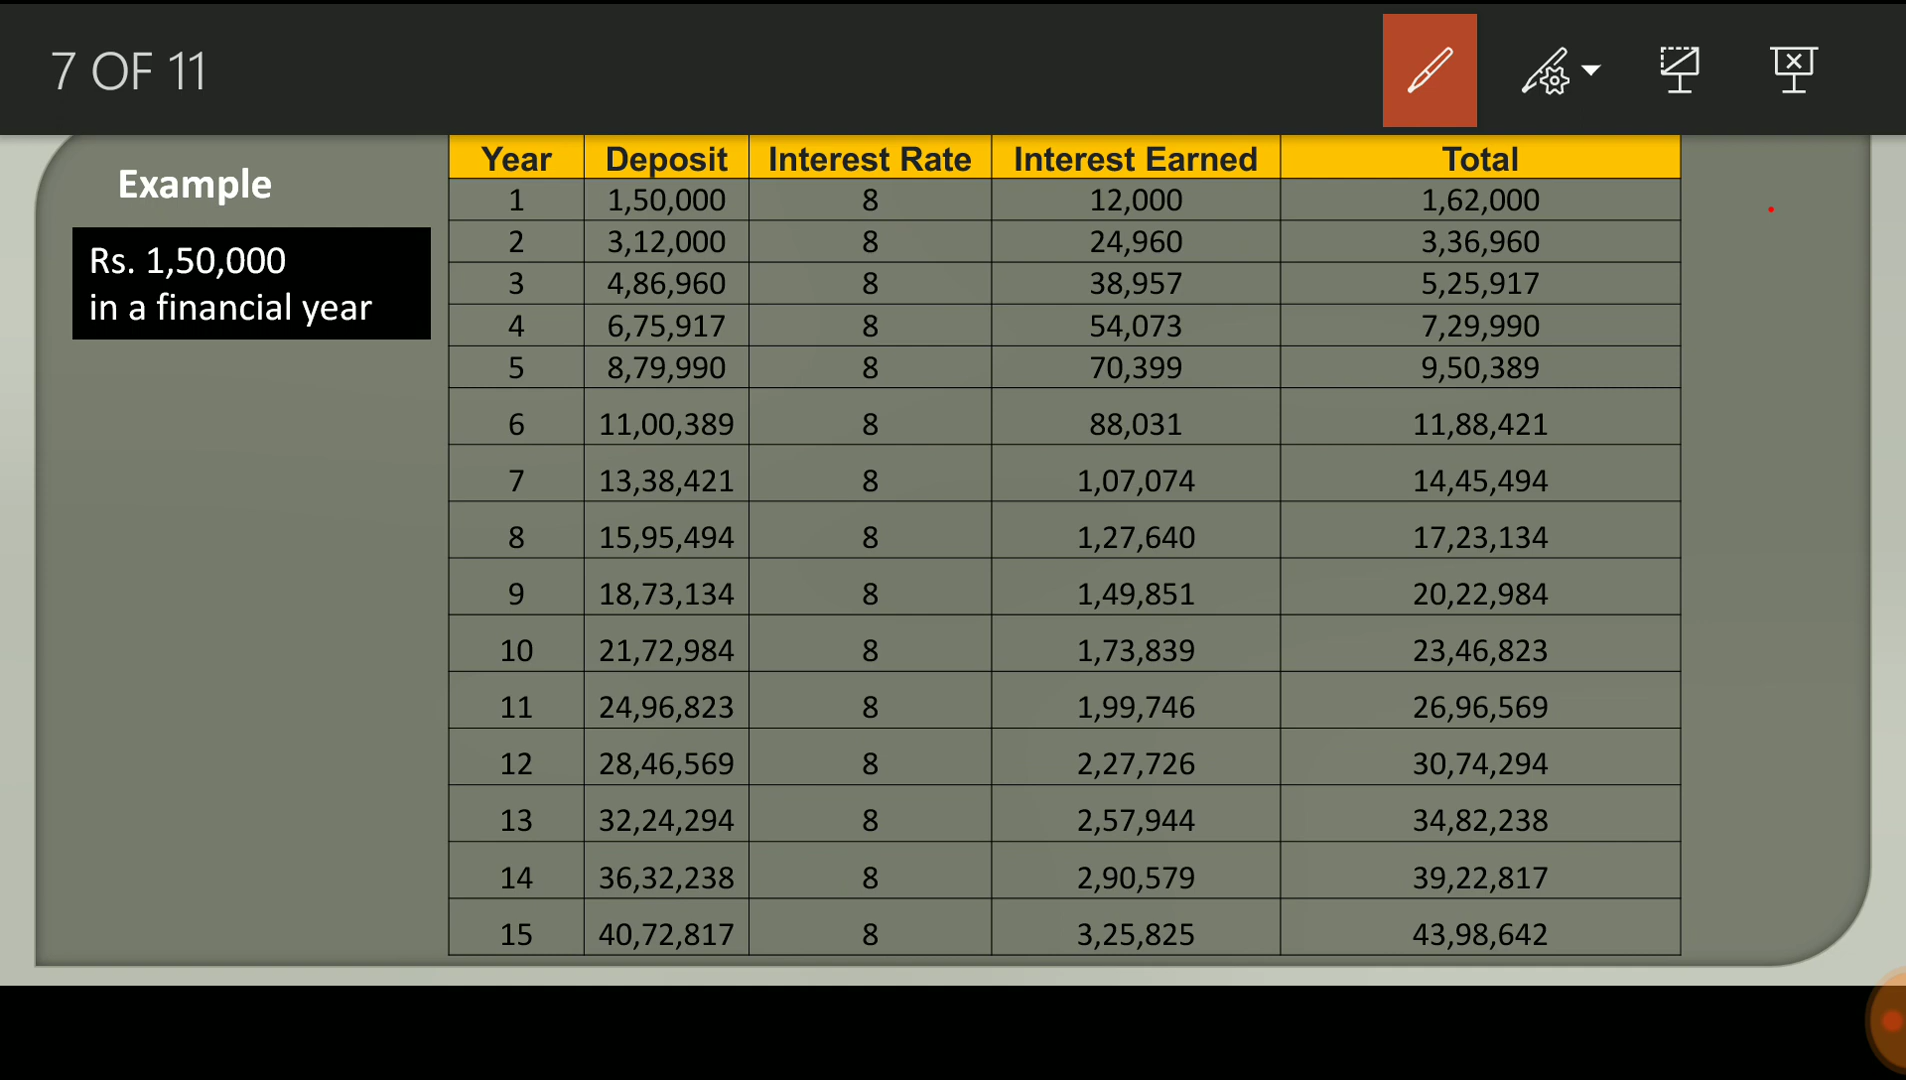 7 OF 11
Example
Rs. 1,50,000
in a financial year
Year Deposit Interest Rate Interest Earned Total
1 1,50,000 8 12,000 1,62,000
2 3,12,000 8 24,960 3,36,960
3 4,86,960 8 38,957 5,25,917
4 6,75,917 8 54,073 7,29,990
5 8,79,990 8 70,399 9,50,389
6 11,00,389 8 88,031 11,88,421
7 13,38,421 8 1,07,074 14,45,494
8 15,95,494 8 1,27,640 17,23,134
9 18,73,134 8 1,49,851 20,22,984
10 21,72,984 8 1,73,839 23,46,823
11 24,96,823 8 1,99,746 26,96,569
12 28,46,569 8 2,27,726 30,74,294
13 32,24,294 8 2,57,944 34,82,238
14 36,32,238 8 2,90,579 39,22,817
15 40,72,817 8 3,25,825 43,98,642